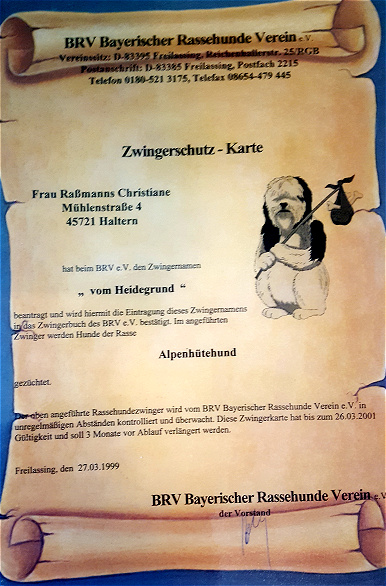 BRV Bayerischer Rassehunde Verein e.V.
Vereinssitz: D-83395 Freilassing, Reichenhallerstr. 25/RGB
Postanschrift: D-83385 Freilassing, Postfach 2215
Telefon 0180-521 3175, Telefax 08654-479 445
Zwingerschutz - Karte
Frau Raßmanns Christiane
Mühlenstraße 4
45721 Haltern
hat beim BRV e.V. den Zwingernamen
„ vom Heidegrund “
beantragt und wird hiermit die Eintragung dieses Zwingernamens
in das Zwingerbuch des BRV e.V. bestätigt. Im angeführten
Zwinger werden Hunde der Rasse
Alpenhütehund
gezüchtet.
Der oben angeführte Rassehundezwinger wird vom BRV Bayerischer Rassehunde Verein e.V. in
unregelmäßigen Abständen kontrolliert und überwacht. Diese Zwingerkarte hat bis zum 26.03.2001
Gültigkeit und soll 3 Monate vor Ablauf verlängert werden.
Freilassing, den 27.03.1999
BRV Bayerischer Rassehunde Verein e.V.
der Vorstand